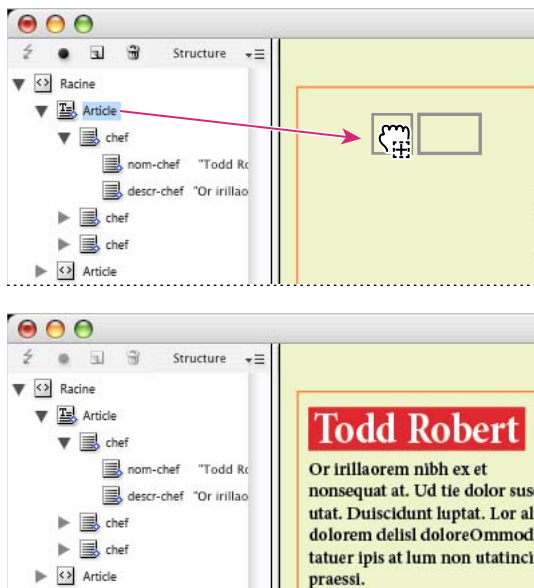 Structure
Racine
Article
chef
nom-chef "Todd Ro
descr-chef "Or irillao
chef
chef
Article
Structure
Racine
Article
chef
nom-chef "Todd Ro
descr-chef "Or irillao
chef
chef
Article
Todd Robert
Or irillaorem nibh ex et
nonsequat at. Ud tie dolor susc
utat. Duiscidunt luptat. Lor al
dolorem delisl doloreOmmod
tatuer ipis at lum non utatinci
praessi.